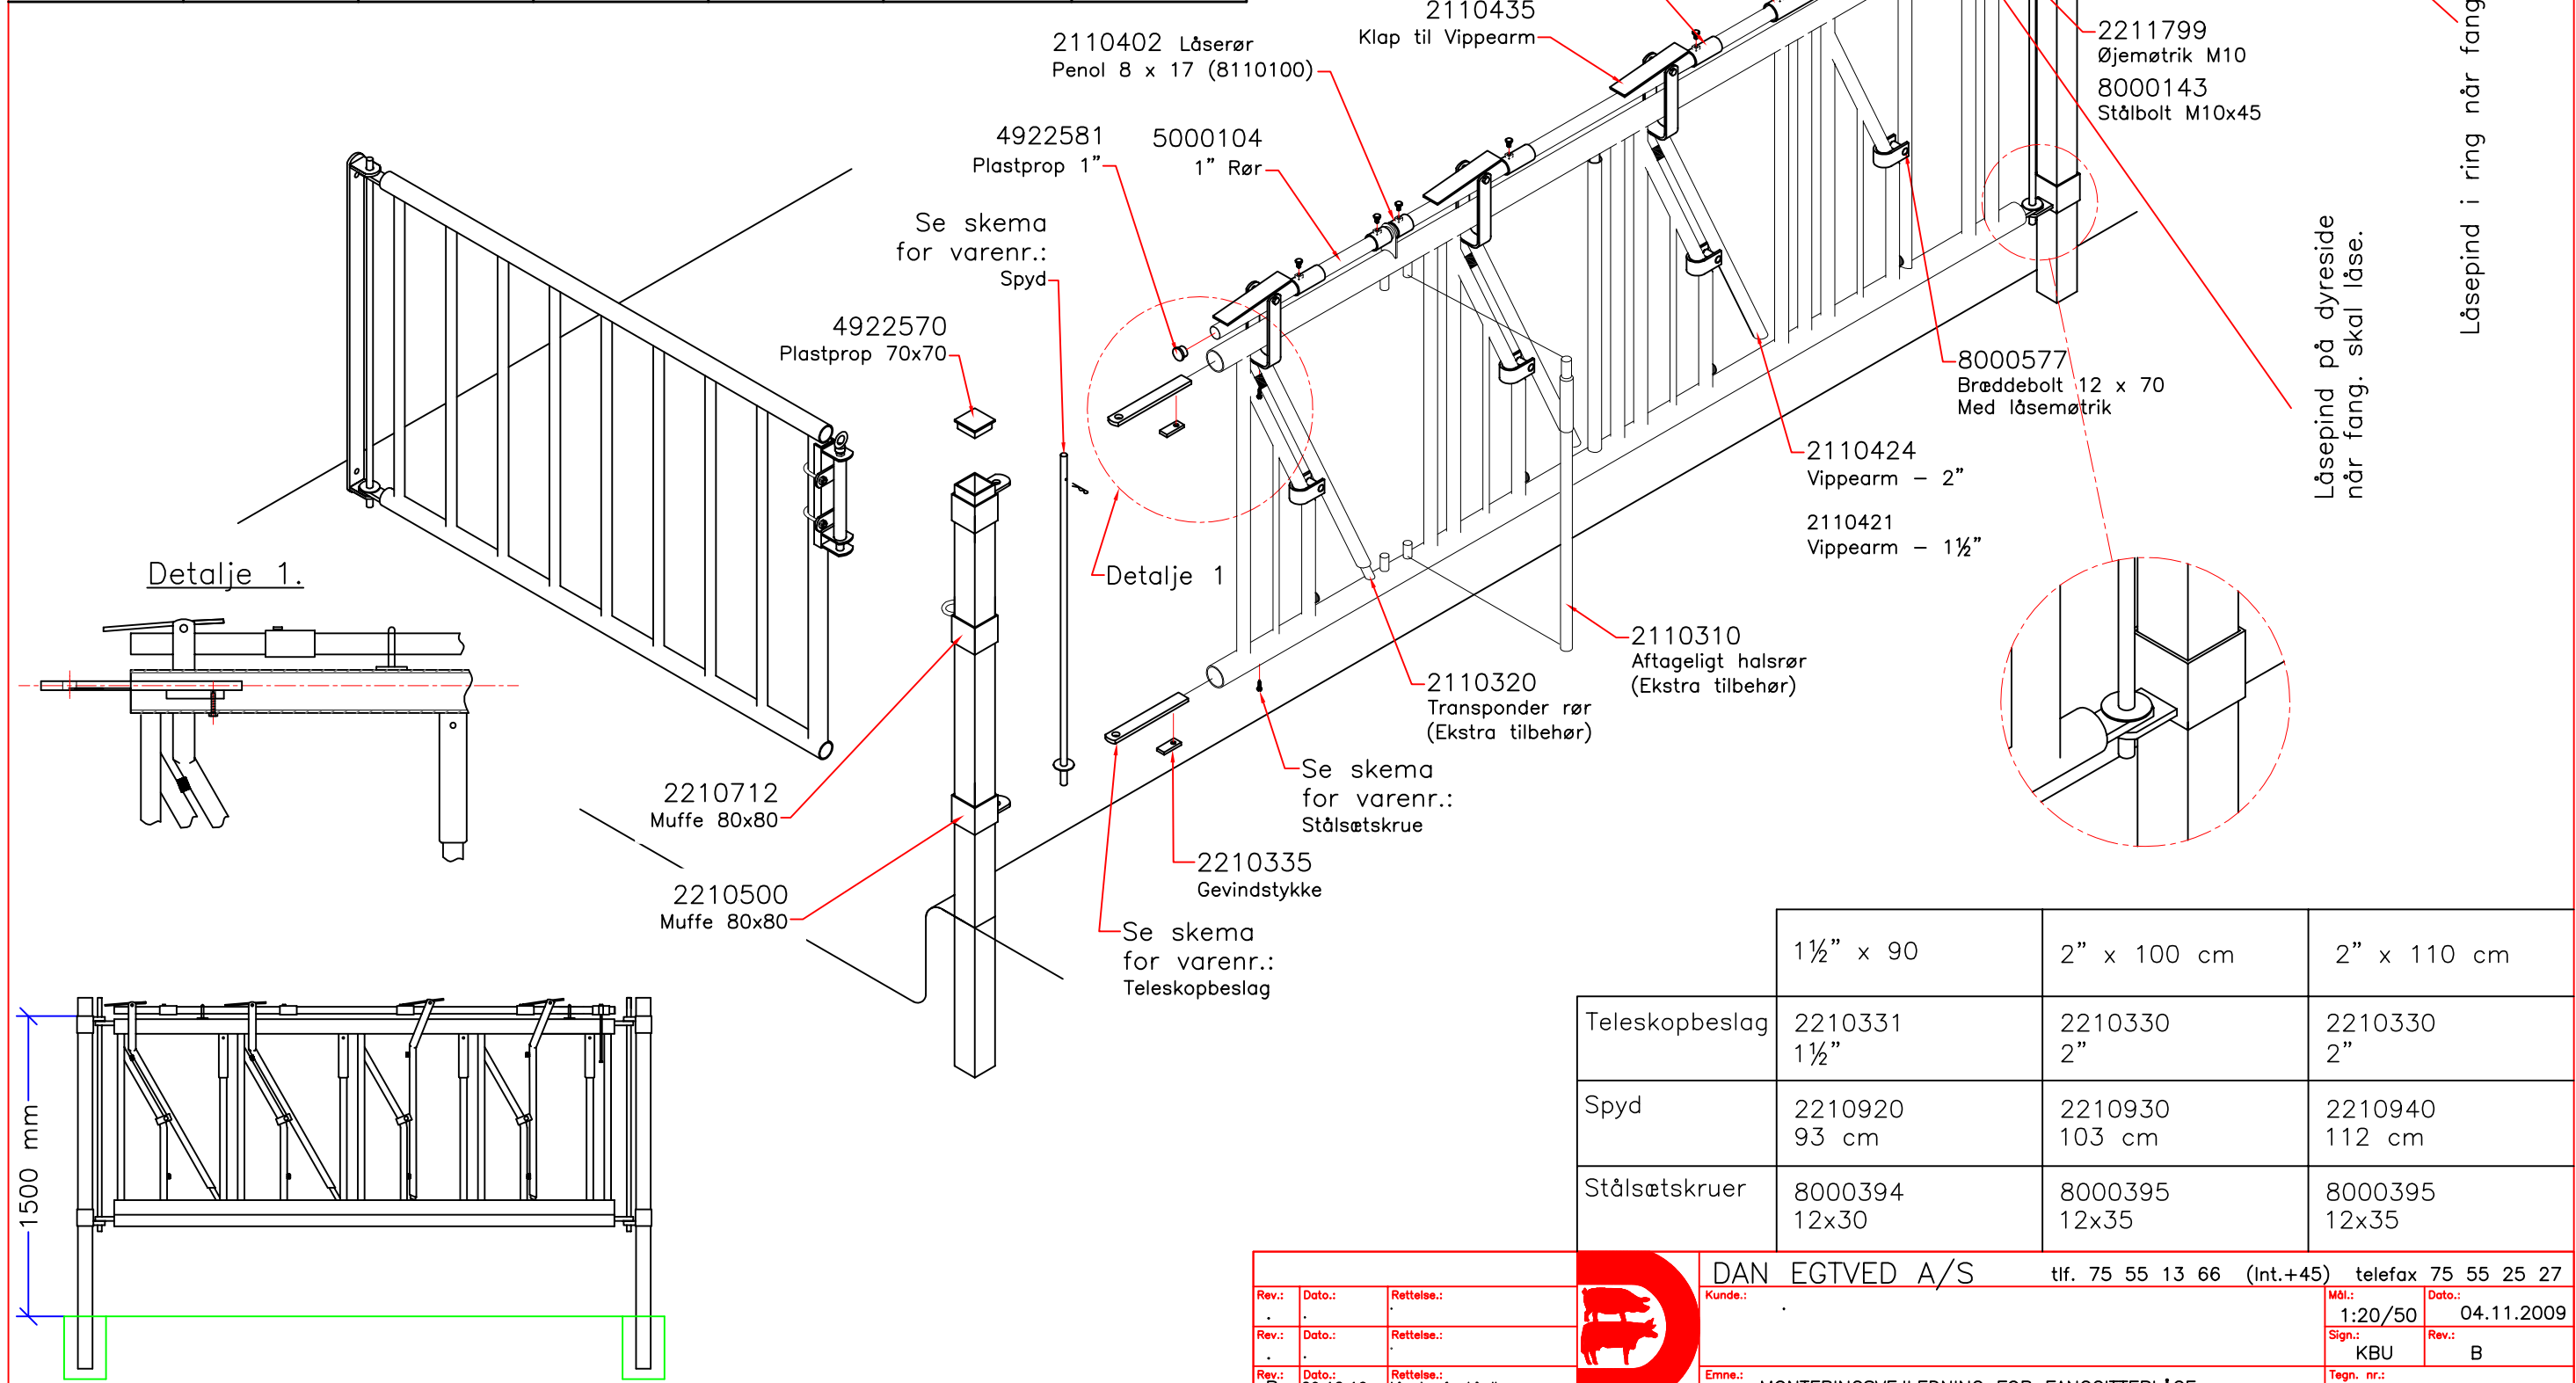 2110435
Klap til Vippearm
2110402 Låserør
Penol 8 x 17 (8110100)
4922581
Plastprop 1”
5000104
1” Rør
Se skema
for varenr.:
Spyd
4922570
Plastprop 70x70
2211799
Øjemøtrik M10
8000143
Stålbolt M10x45
Låsepind i ring når fang
Låsepind på dyreside
når fang. skal låse.
8000577
Bræddebolt 12 x 70
Med låsemøtrik
2110424
Vippearm – 2”
2110421
Vippearm – 1½”
Detalje 1
Detalje 1.
2110310
Aftageligt halsrør
(Ekstra tilbehør)
2110320
Transponder rør
(Ekstra tilbehør)
Se skema
for varenr.:
Stålsætskrue
2210335
Gevindstykke
Se skema
for varenr.:
Teleskopbeslag
2210712
Muffe 80x80
2210500
Muffe 80x80
1500 mm
1½” x 90 2” x 100 cm 2” x 110 cm
Teleskopbeslag 2210331 2210330 2210330
1½” 2” 2”
Spyd 2210920 2210930 2210940
93 cm 103 cm 112 cm
Stålsætskruer 8000394 8000395 8000395
12x30 12x35 12x35
DAN EGTVED A/S tlf. 75 55 13 66 (Int.+45) telefax 75 55 25 27
Rev.: Dato.: Rettelse.:
Rev.: Dato.: Rettelse.:
Rev.: Dato.: Rettelse.:
Kunde.:
Mål.: 1:20/50
Dato.: 04.11.2009
Sign.: KBU
Rev.: B
Emne.: MONTERINGSVEJLEDNING FOR FANGGITTERLÅGE
Tegn. nr.: